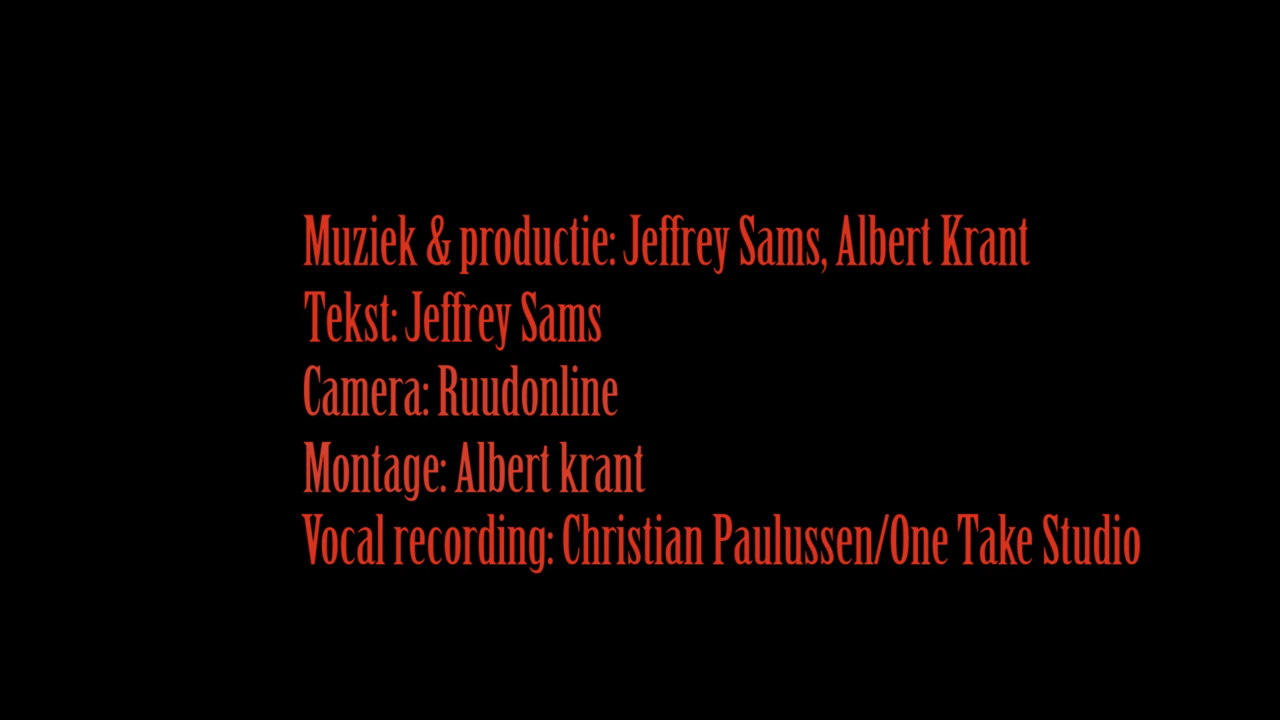 Muziek & productie: Jeffrey Sams, Albert Krant
Tekst: Jeffrey Sams
Camera: Ruudonline
Montage: Albert krant
Vocal recording: Christian Paulussen/One Take Studio